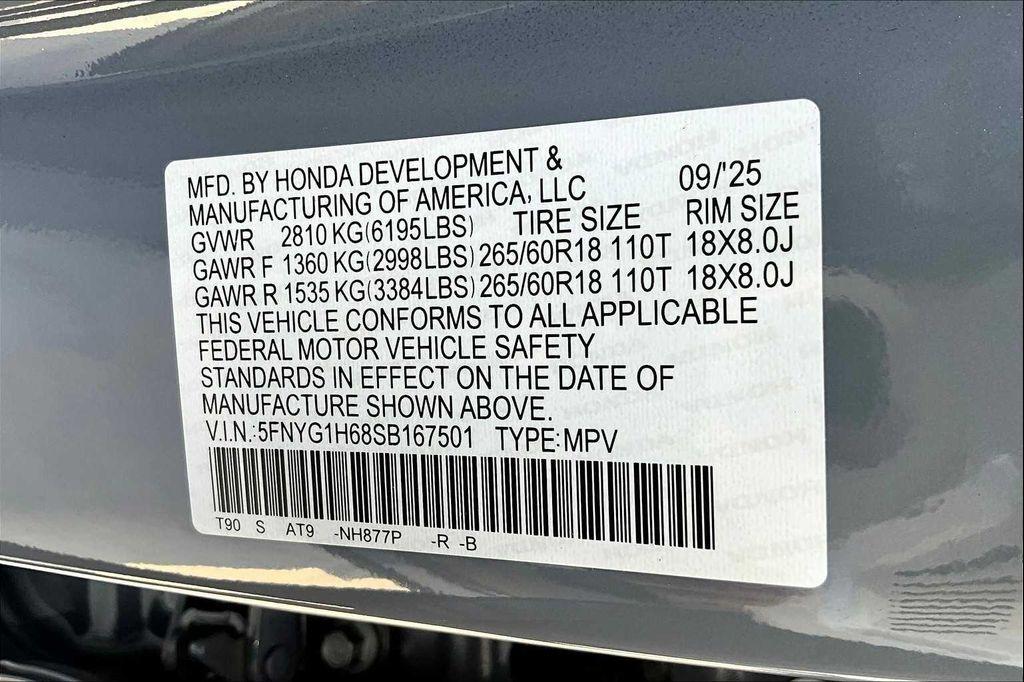 MFD. BY HONDA DEVELOPMENT &
MANUFACTURING OF AMERICA, LLC 09/'25
GVWR 2810 KG(6195LBS) TIRE SIZE RIM SIZE
GAWR F 1360 KG(2998LBS) 265/60R18 110T 18X8.0J
GAWR R 1535 KG(3384LBS) 265/60R18 110T 18X8.0J
THIS VEHICLE CONFORMS TO ALL APPLICABLE
FEDERAL MOTOR VEHICLE SAFETY
STANDARDS IN EFFECT ON THE DATE OF
MANUFACTURE SHOWN ABOVE.
V.I.N.:5FNYG1H68SB167501 TYPE:MPV
T90 S AT9 -NH877P -R -B